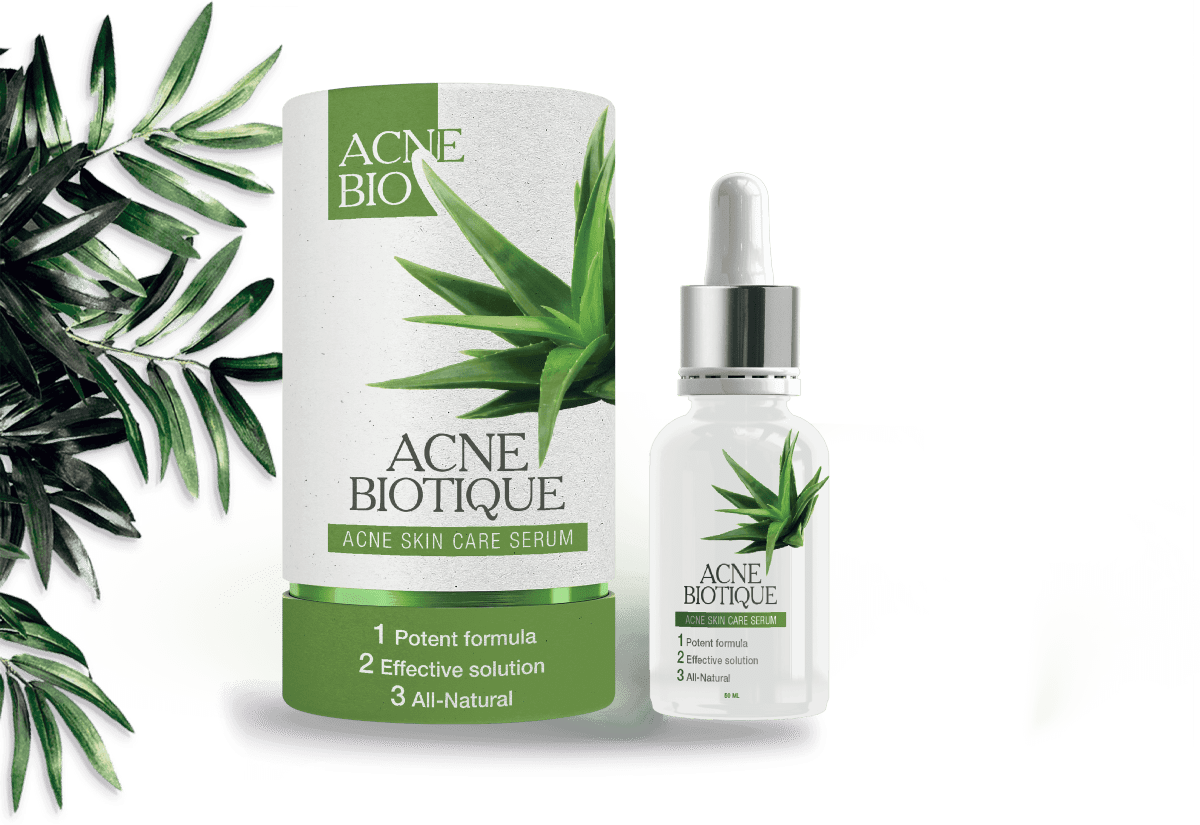 ACNE
BIO
ACNE
BIOTIQUE
ACNE SKIN CARE SERUM
1 Potent formula
2 Effective solution
3 All-Natural
ACNE
BIOTIQUE
ACNE SKIN CARE SERUM
1 Potent formula
2 Effective solution
3 All-Natural
50 ML